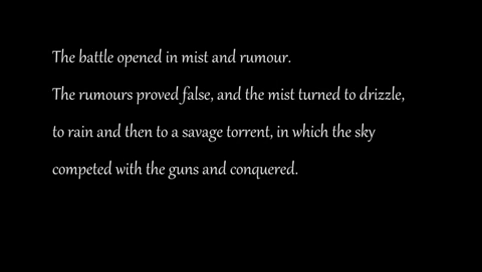 The battle opened in mist and rumour.
The rumours proved false, and the mist turned to drizzle,
to rain and then to a savage torrent, in which the sky
competed with the guns and conquered.